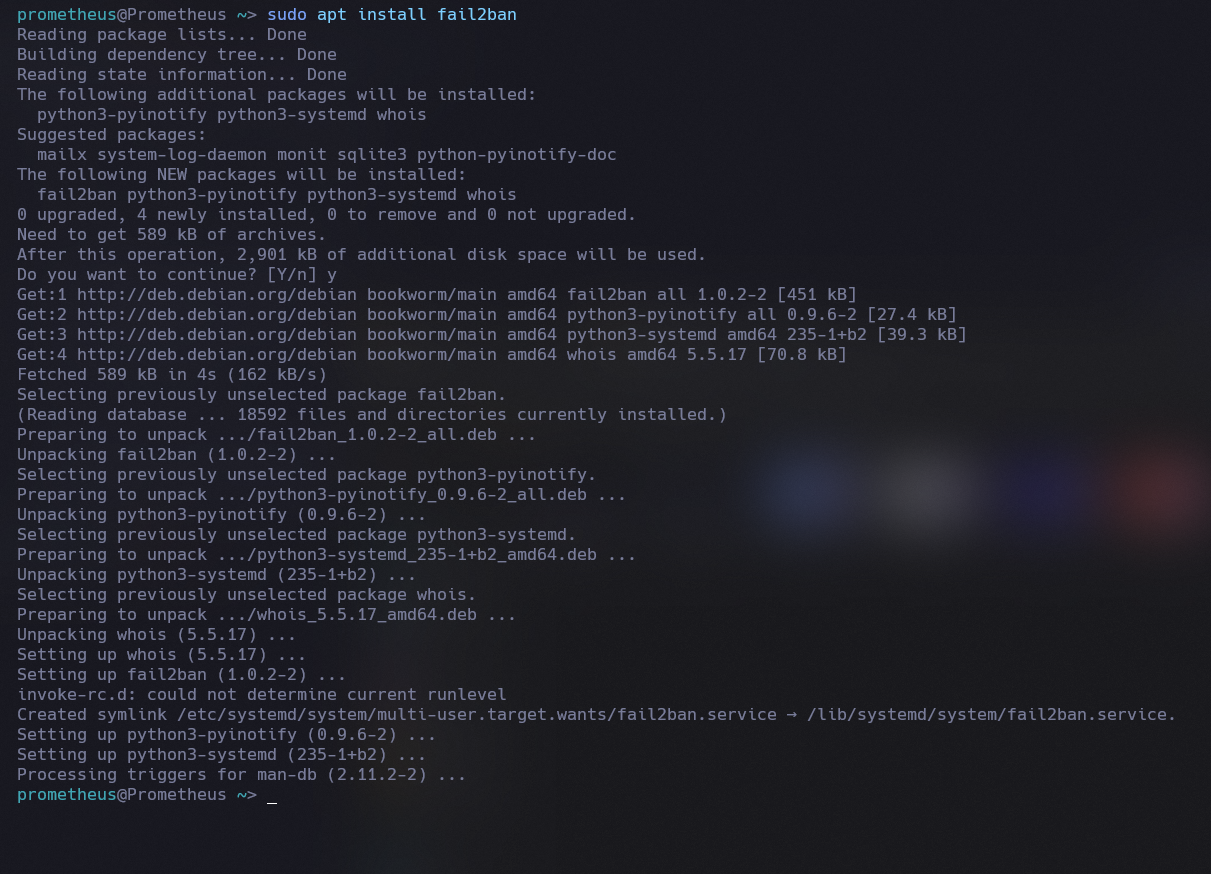 prometheus@Prometheus ~> sudo apt install fail2ban
Reading package lists... Done
Building dependency tree... Done
Reading state information... Done
The following additional packages will be installed:
  python3-pyinotify python3-systemd whois
Suggested packages:
  mailx system-log-daemon monit sqlite3 python-pyinotify-doc
The following NEW packages will be installed:
  fail2ban python3-pyinotify python3-systemd whois
0 upgraded, 4 newly installed, 0 to remove and 0 not upgraded.
Need to get 589 kB of archives.
After this operation, 2,901 kB of additional disk space will be used.
Do you want to continue? [Y/n] y
Get:1 http://deb.debian.org/debian bookworm/main amd64 fail2ban all 1.0.2-2 [451 kB]
Get:2 http://deb.debian.org/debian bookworm/main amd64 python3-pyinotify all 0.9.6-2 [27.4 kB]
Get:3 http://deb.debian.org/debian bookworm/main amd64 python3-systemd amd64 235-1+b2 [39.3 kB]
Get:4 http://deb.debian.org/debian bookworm/main amd64 whois amd64 5.5.17 [70.8 kB]
Fetched 589 kB in 4s (162 kB/s)
Selecting previously unselected package fail2ban.
(Reading database ... 18592 files and directories currently installed.)
Preparing to unpack .../fail2ban_1.0.2-2_all.deb ...
Unpacking fail2ban (1.0.2-2) ...
Selecting previously unselected package python3-pyinotify.
Preparing to unpack .../python3-pyinotify_0.9.6-2_all.deb ...
Unpacking python3-pyinotify (0.9.6-2) ...
Selecting previously unselected package python3-systemd.
Preparing to unpack .../python3-systemd_235-1+b2_amd64.deb ...
Unpacking python3-systemd (235-1+b2) ...
Selecting previously unselected package whois.
Preparing to unpack .../whois_5.5.17_amd64.deb ...
Unpacking whois (5.5.17) ...
Setting up whois (5.5.17) ...
Setting up fail2ban (1.0.2-2) ...
invoke-rc.d: could not determine current runlevel
Created symlink /etc/systemd/system/multi-user.target.wants/fail2ban.service → /lib/systemd/system/fail2ban.service.
Setting up python3-pyinotify (0.9.6-2) ...
Setting up python3-systemd (235-1+b2) ...
Processing triggers for man-db (2.11.2-2) ...
prometheus@Prometheus ~> _